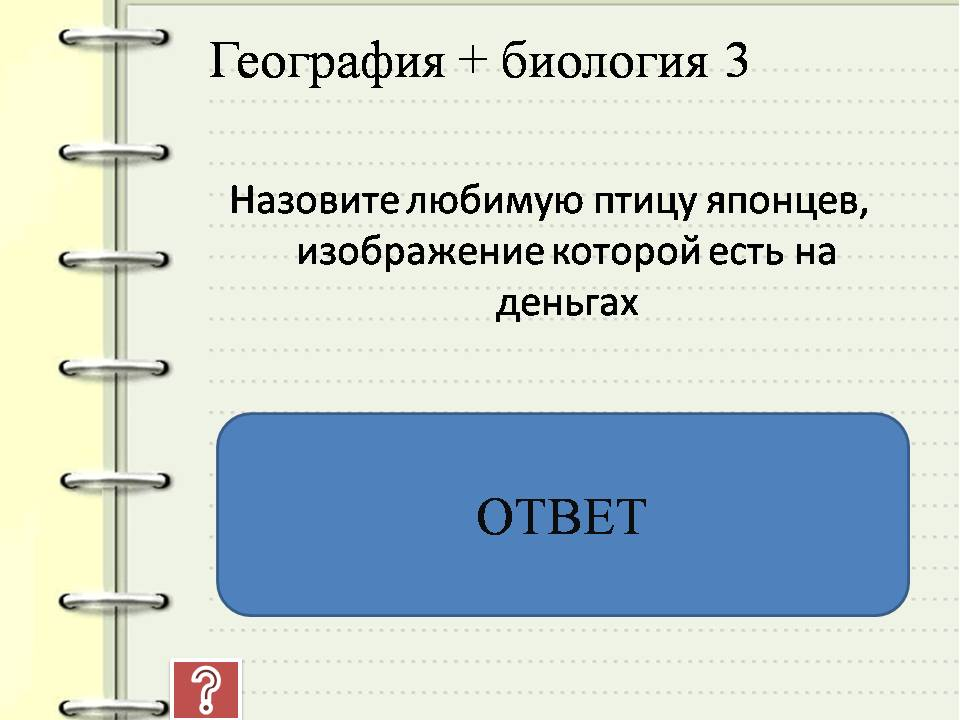 География + биология 3
Назовите любимую птицу японцев,
изображение которой есть на
деньгах
ОТВЕТ
?